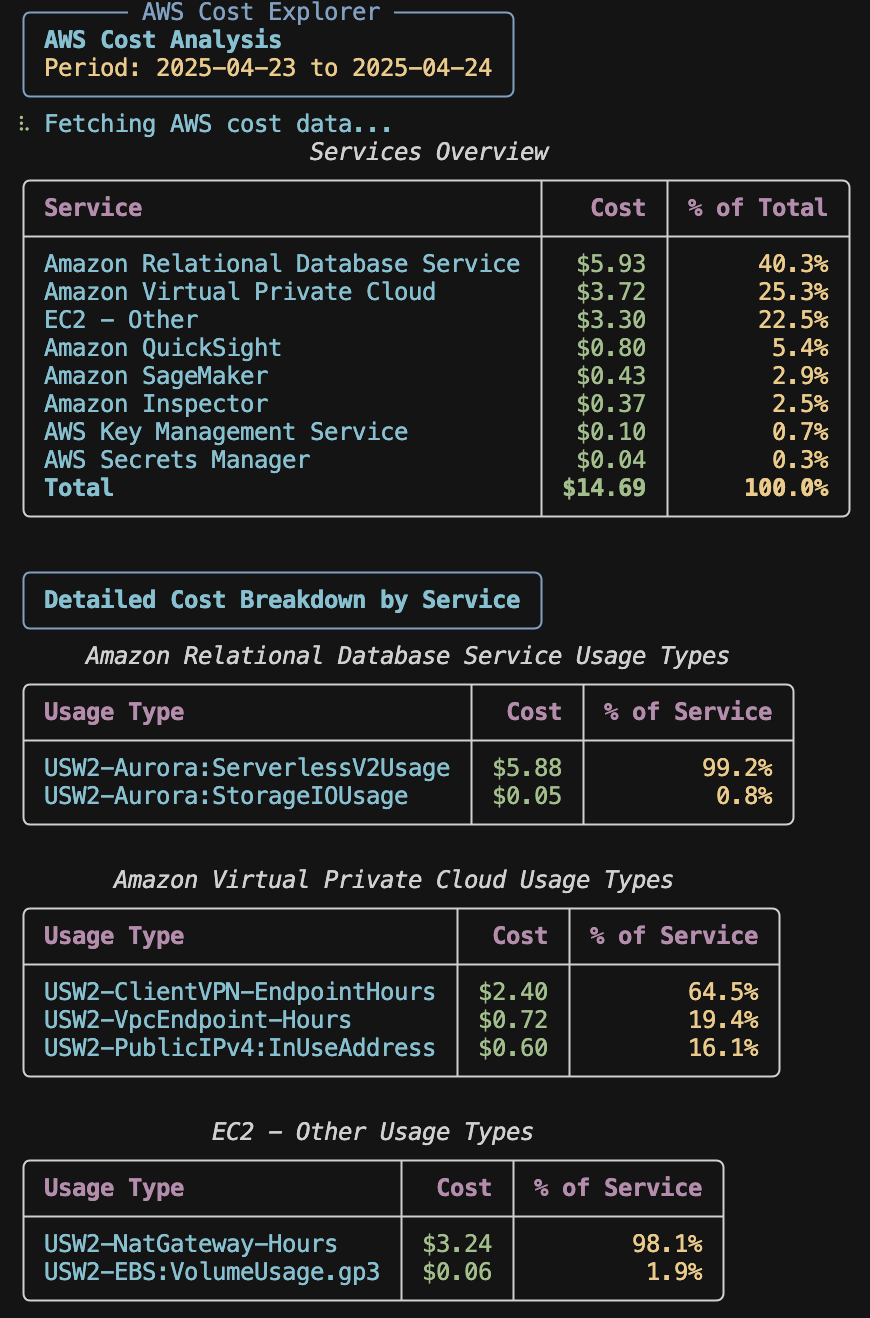 AWS Cost Explorer
AWS Cost Analysis
Period: 2025-04-23 to 2025-04-24
Fetching AWS cost data...
Services Overview
Service Cost % of Total
Amazon Relational Database Service $5.93 40.3%
Amazon Virtual Private Cloud $3.72 25.3%
EC2 - Other $3.30 22.5%
Amazon QuickSight $0.80 5.4%
Amazon SageMaker $0.43 2.9%
Amazon Inspector $0.37 2.5%
AWS Key Management Service $0.10 0.7%
AWS Secrets Manager $0.04 0.3%
Total $14.69 100.0%
Detailed Cost Breakdown by Service
Amazon Relational Database Service Usage Types
Usage Type Cost % of Service
USW2-Aurora:ServerlessV2Usage $5.88 99.2%
USW2-Aurora:StorageIOUsage $0.05 0.8%
Amazon Virtual Private Cloud Usage Types
Usage Type Cost % of Service
USW2-ClientVPN-EndpointHours $2.40 64.5%
USW2-VpcEndpoint-Hours $0.72 19.4%
USW2-PublicIPv4:InUseAddress $0.60 16.1%
EC2 - Other Usage Types
Usage Type Cost % of Service
USW2-NatGateway-Hours $3.24 98.1%
USW2-EBS:VolumeUsage.gp3 $0.06 1.9%